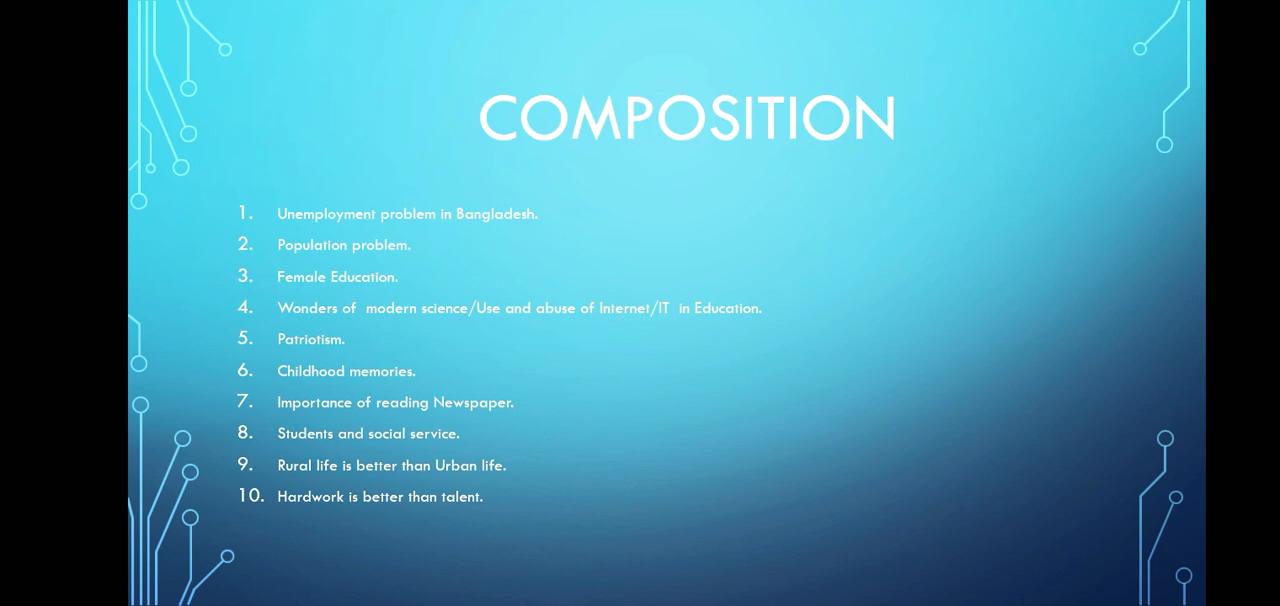 COMPOSITION
1. Unemployment problem in Bangladesh.
2. Population problem.
3. Female Education.
4. Wonders of  modern science/Use and abuse of Internet/IT  in Education.
5. Patriotism.
6. Childhood memories.
7. Importance of reading Newspaper.
8. Students and social service.
9. Rural life is better than Urban life.
10. Hardwork is better than talent.